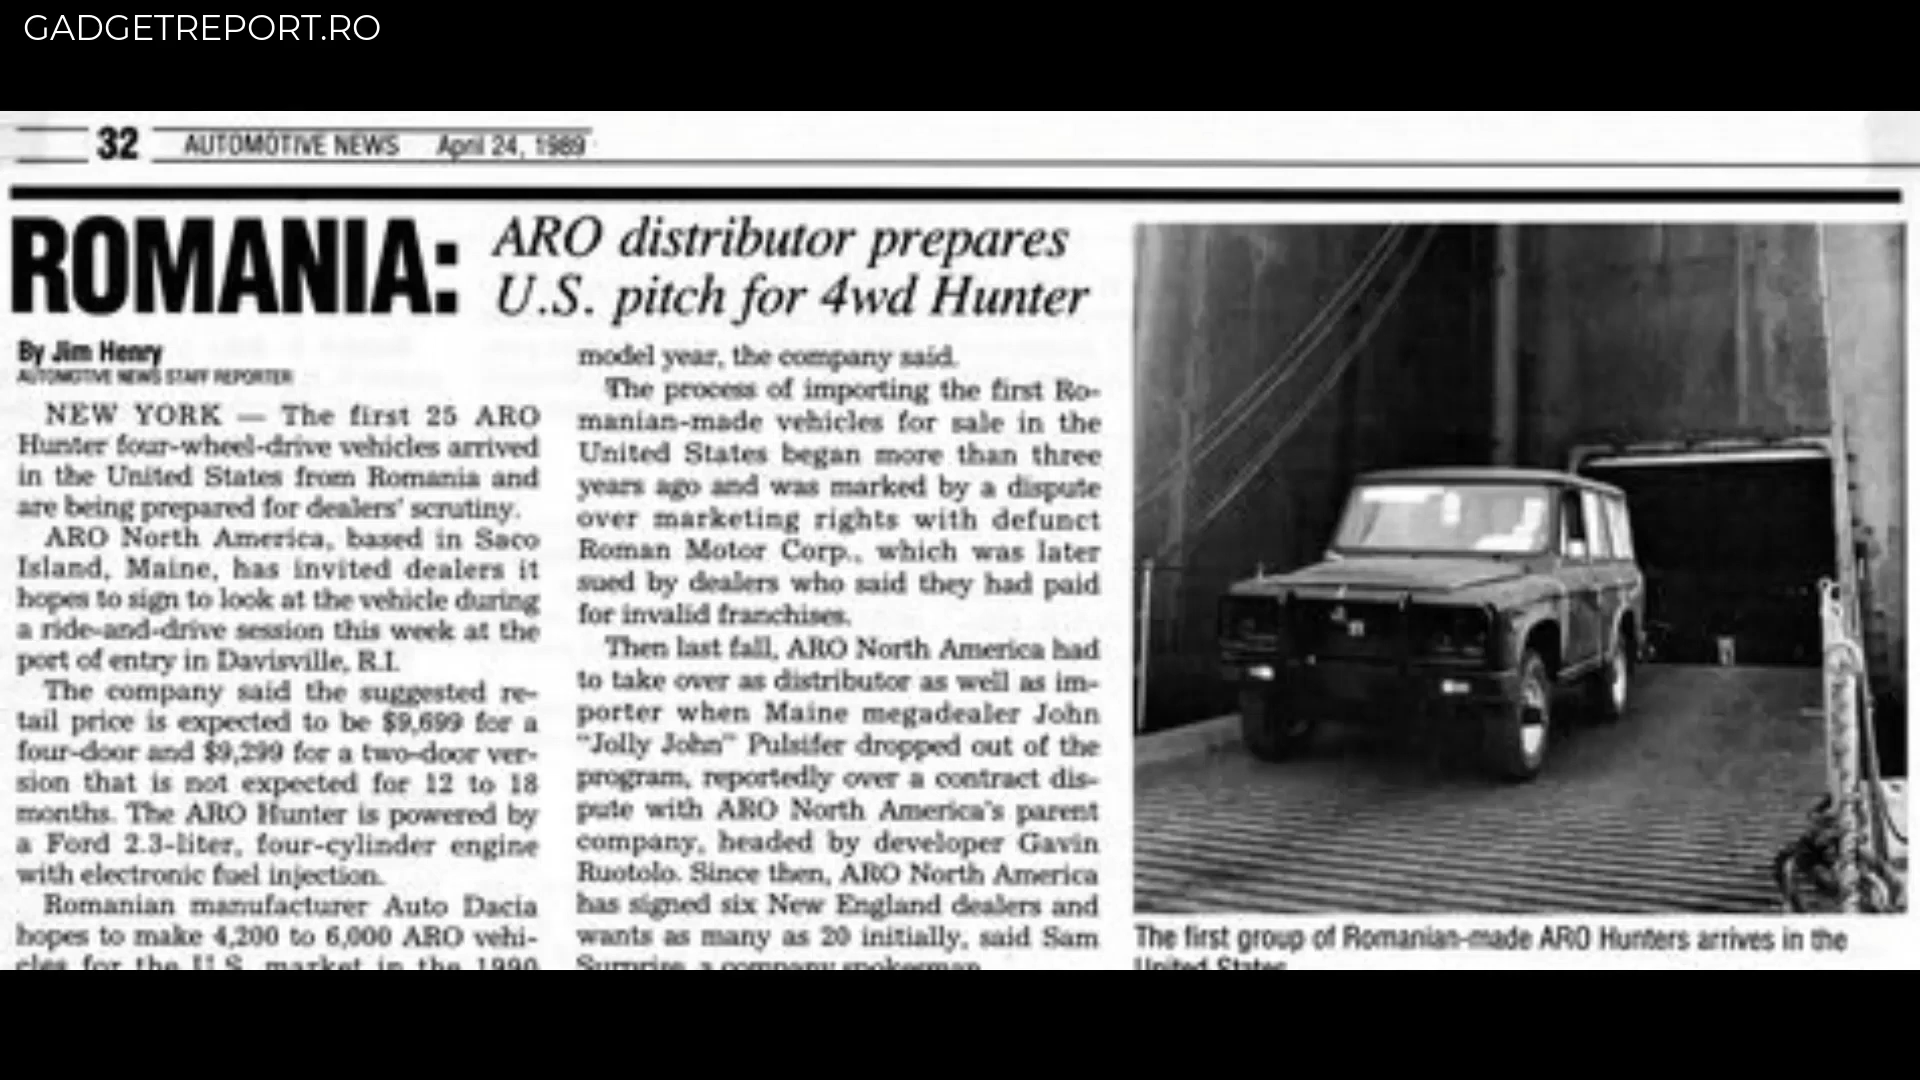 GADGETREPORT.RO
32 AUTOMOTIVE NEWS April 24, 1989
ROMANIA:
ARO distributor prepares
U.S. pitch for 4wd Hunter
By Jim Henry
AUTOMOTIVE NEWS STAFF REPORTER
NEW YORK — The first 25 ARO
Hunter four-wheel-drive vehicles arrived
in the United States from Romania and
are being prepared for dealers' scrutiny.
ARO North America, based in Saco
Island, Maine, has invited dealers it
hopes to sign to look at the vehicle during
a ride-and-drive session this week at the
port of entry in Davisville, R.I.
The company said the suggested re-
tail price is expected to be $9,699 for a
four-door and $9,299 for a two-door ver-
sion that is not expected for 12 to 18
months. The ARO Hunter is powered by
a Ford 2.3-liter, four-cylinder engine
with electronic fuel injection.
Romanian manufacturer Auto Dacia
hopes to make 4,200 to 6,000 ARO vehi-
cles for the U.S. market in the 1990
model year, the company said.
The process of importing the first Ro-
manian-made vehicles for sale in the
United States began more than three
years ago and was marked by a dispute
over marketing rights with defunct
Roman Motor Corp., which was later
sued by dealers who said they had paid
for invalid franchises.
Then last fall, ARO North America had
to take over as distributor as well as im-
porter when Maine megadealer John
"Jolly John" Pulsifer dropped out of the
program, reportedly over a contract dis-
pute with ARO North America's parent
company, headed by developer Gavin
Ruotolo. Since then, ARO North America
has signed six New England dealers and
wants as many as 20 initially, said Sam
Surprise, a company spokesman.
The first group of Romanian-made ARO Hunters arrives in the
United States.